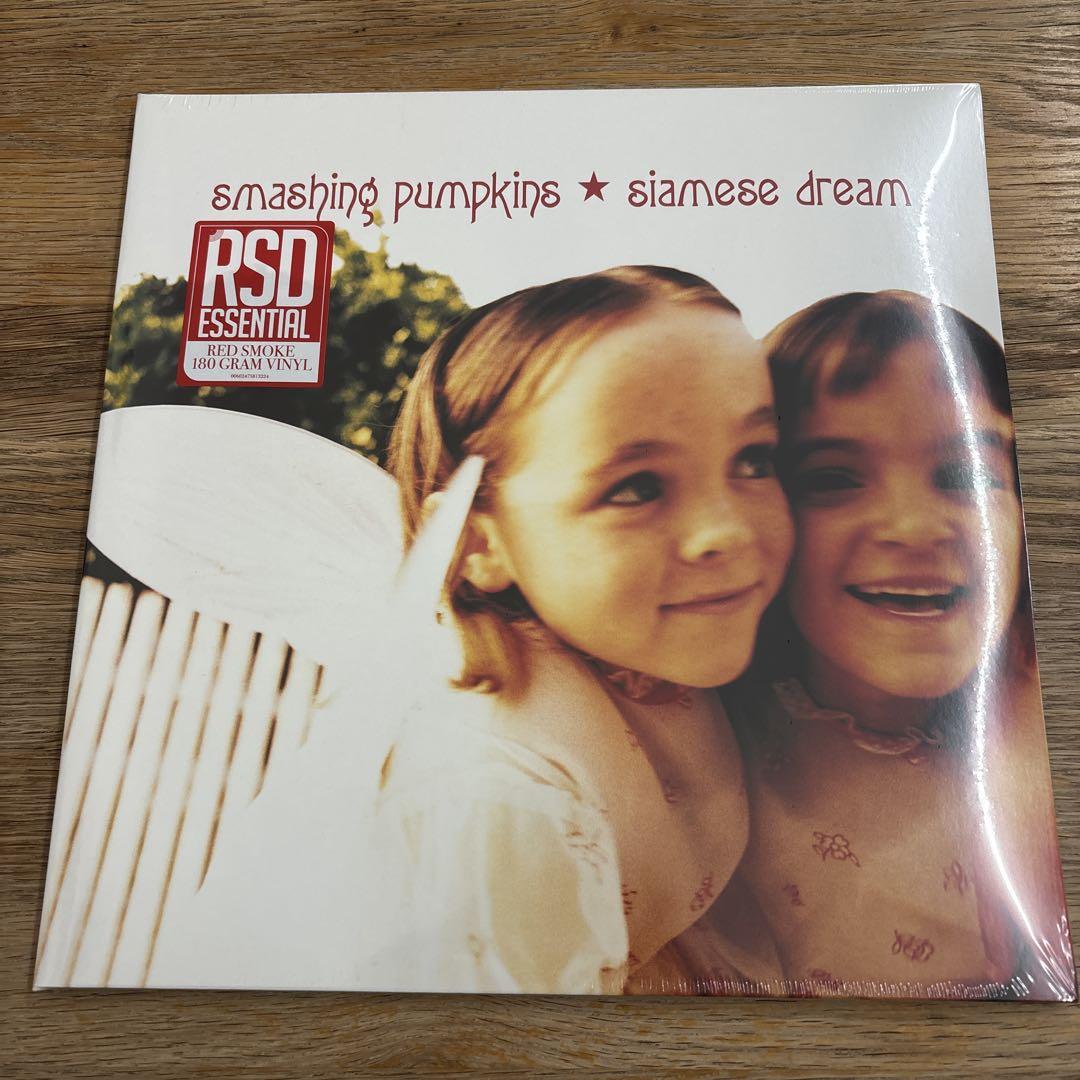 smashing pumpkins ★ siamese dream
RSD
ESSENTIAL
RED SMOKE
180 GRAM VINYL